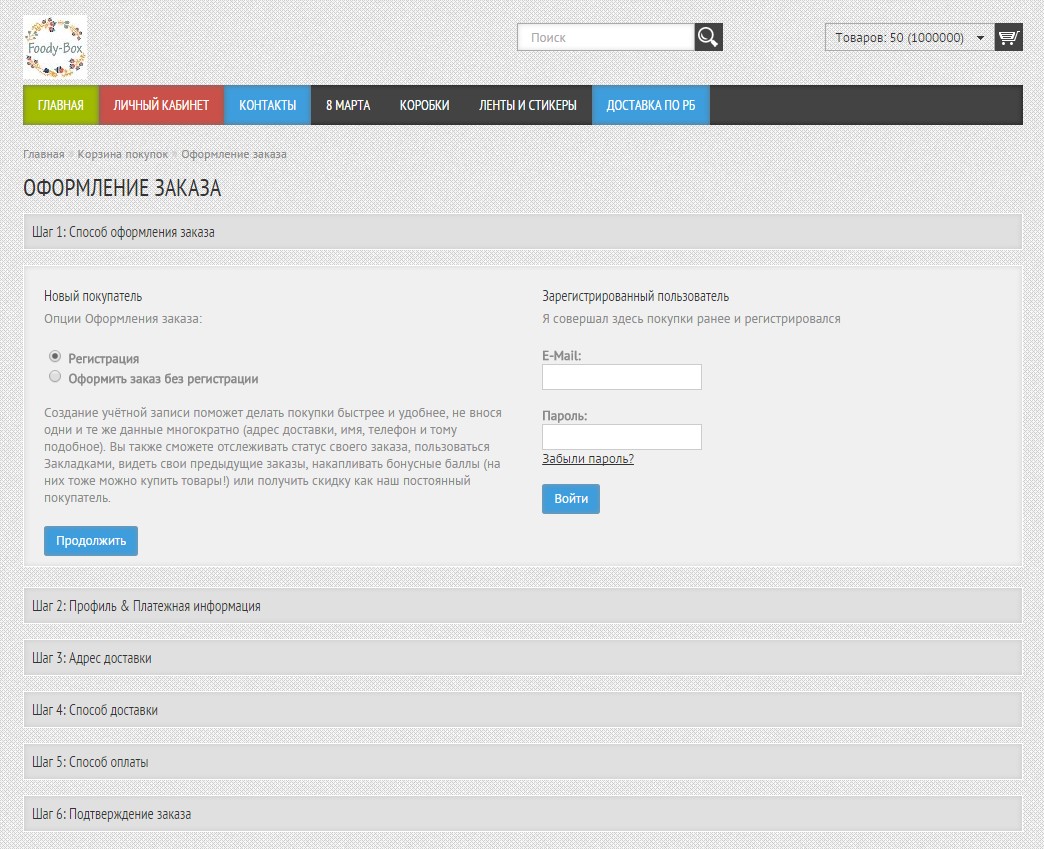 Foody-Box
Поиск
Товаров: 50 (1000000)
ГЛАВНАЯ ЛИЧНЫЙ КАБИНЕТ КОНТАКТЫ 8 МАРТА КОРОБКИ ЛЕНТЫ И СТИКЕРЫ ДОСТАВКА ПО РБ
Главная » Корзина покупок » Оформление заказа
ОФОРМЛЕНИЕ ЗАКАЗА
Шаг 1: Способ оформления заказа
Новый покупатель
Опции Оформления заказа:
Регистрация
Оформить заказ без регистрации
Создание учётной записи поможет делать покупки быстрее и удобнее, не внося
одни и те же данные многократно (адрес доставки, имя, телефон и тому
подобное). Вы также сможете отслеживать статус своего заказа, пользоваться
Закладками, видеть свои предыдущие заказы, накапливать бонусные баллы (на
них тоже можно купить товары!) или получить скидку как наш постоянный
покупатель.
Продолжить
Зарегистрированный пользователь
Я совершал здесь покупки ранее и регистрировался
E-Mail:
Пароль:
Забыли пароль?
Войти
Шаг 2: Профиль & Платежная информация
Шаг 3: Адрес доставки
Шаг 4: Способ доставки
Шаг 5: Способ оплаты
Шаг 6: Подтверждение заказа